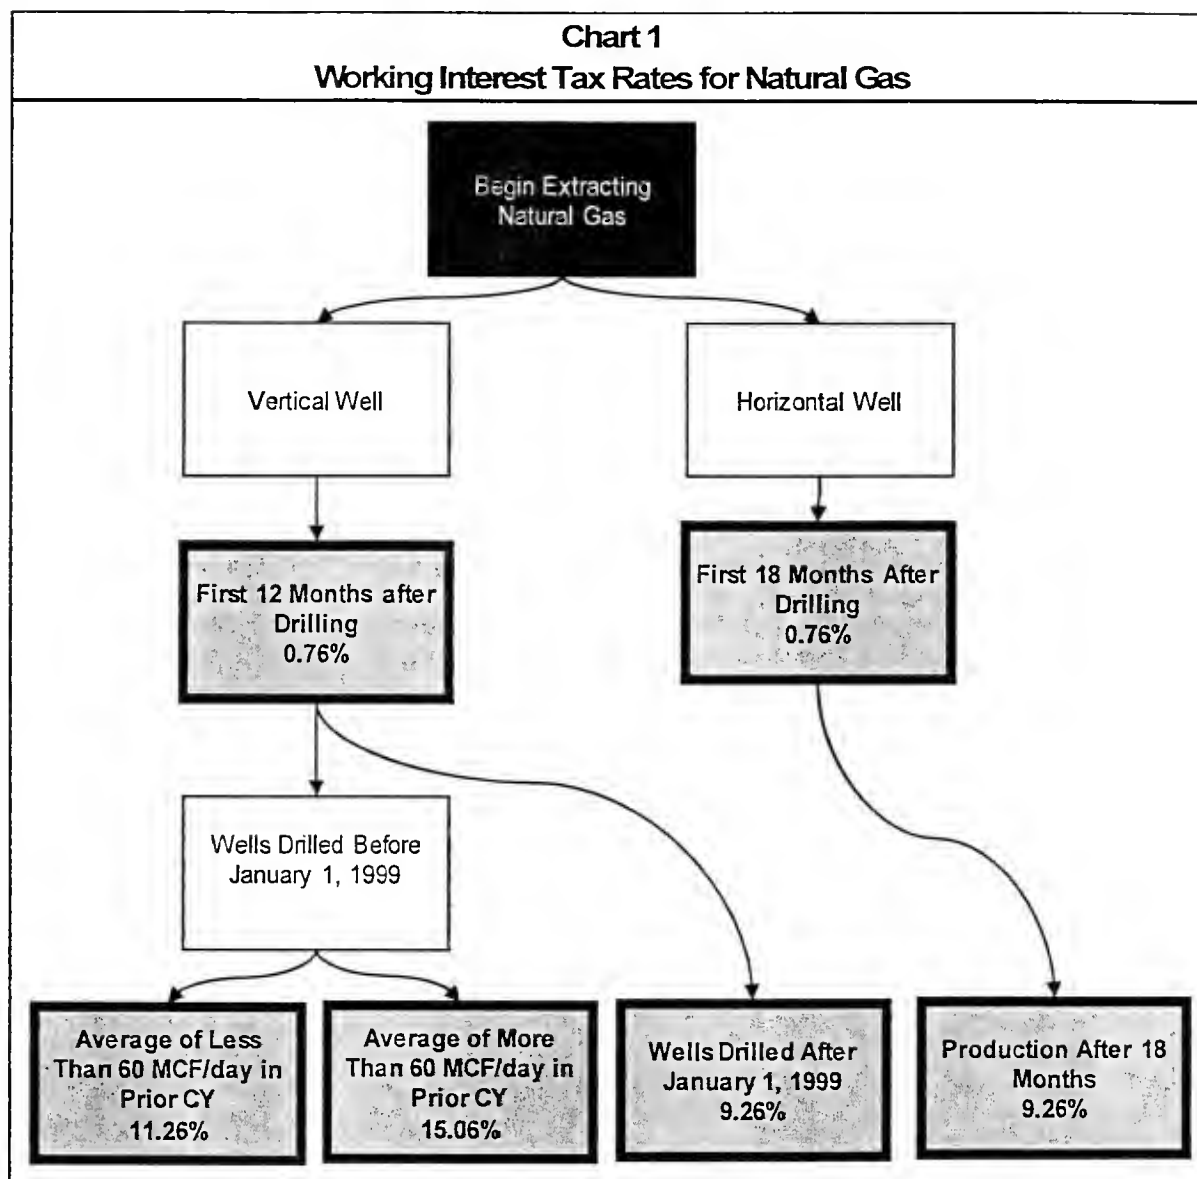 Chart 1
Working Interest Tax Rates for Natural Gas
Begin Extracting
Natural Gas
Vertical Well
Horizontal Well
First 12 Months after
Drilling
0.76%
First 18 Months After
Drilling
0.76%
Wells Drilled Before
January 1, 1999
Average of Less
Than 60 MCF/day in
Prior CY
11.26%
Average of More
Than 60 MCF/day in
Prior CY
15.06%
Wells Drilled After
January 1, 1999
9.26%
Production After 18
Months
9.26%